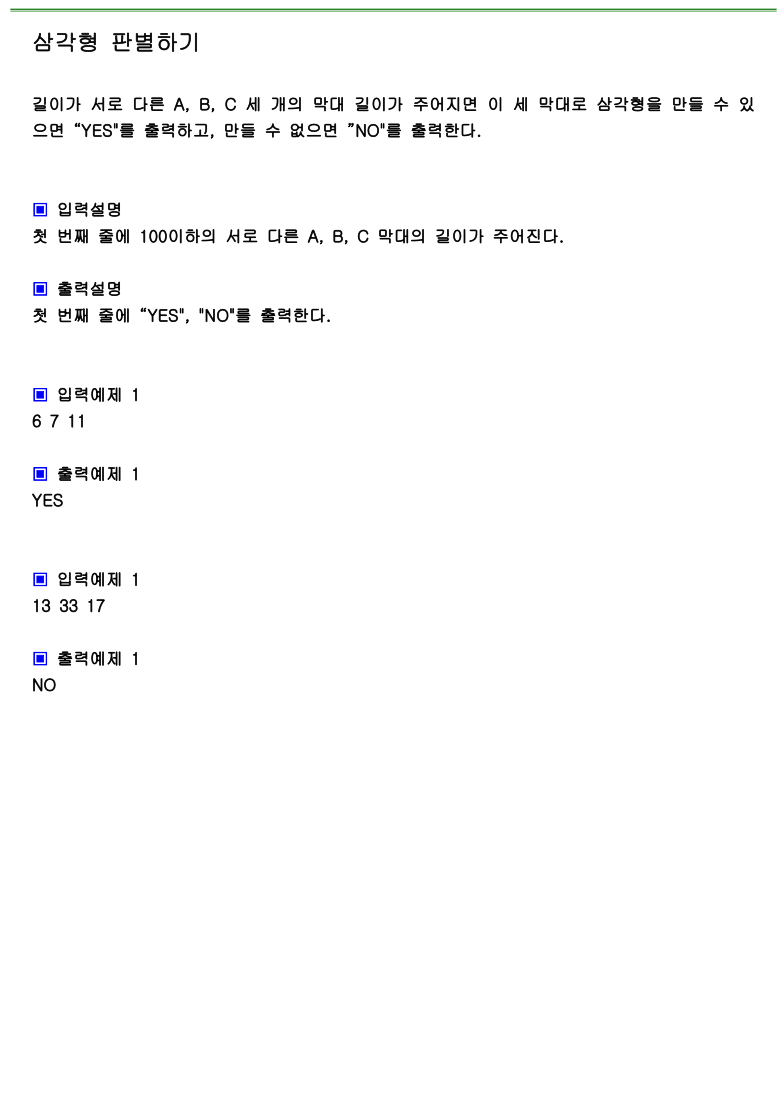 삼각형 판별하기
길이가 서로 다른 A, B, C 세 개의 막대 길이가 주어지면 이 세 막대로 삼각형을 만들 수 있
으면 “YES"를 출력하고, 만들 수 없으면 ”NO"를 출력한다.
▣ 입력설명
첫 번째 줄에 100이하의 서로 다른 A, B, C 막대의 길이가 주어진다.
▣ 출력설명
첫 번째 줄에 “YES", "NO"를 출력한다.
▣ 입력예제 1
6 7 11
▣ 출력예제 1
YES
▣ 입력예제 1
13 33 17
▣ 출력예제 1
NO